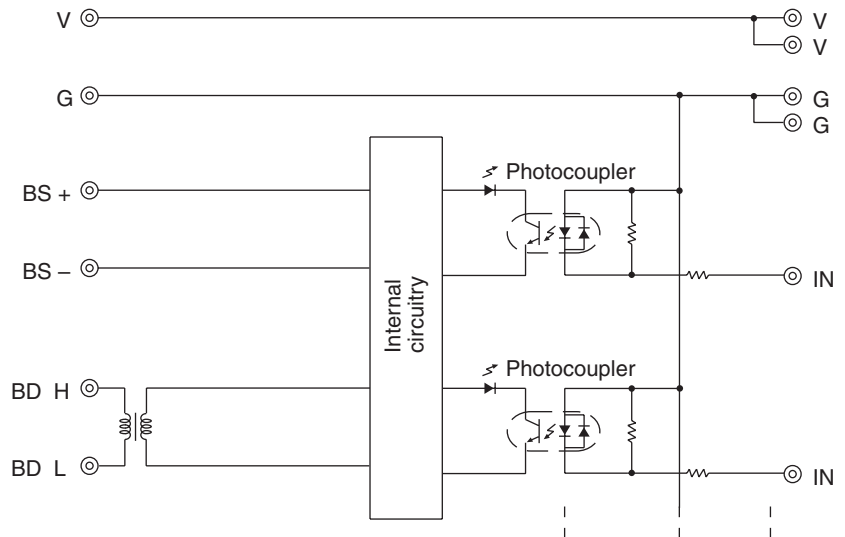 V
V
V
G
G
G
Photocoupler
BS +
BS –
IN
Internal
circuitry
Photocoupler
BD H
BD L
IN